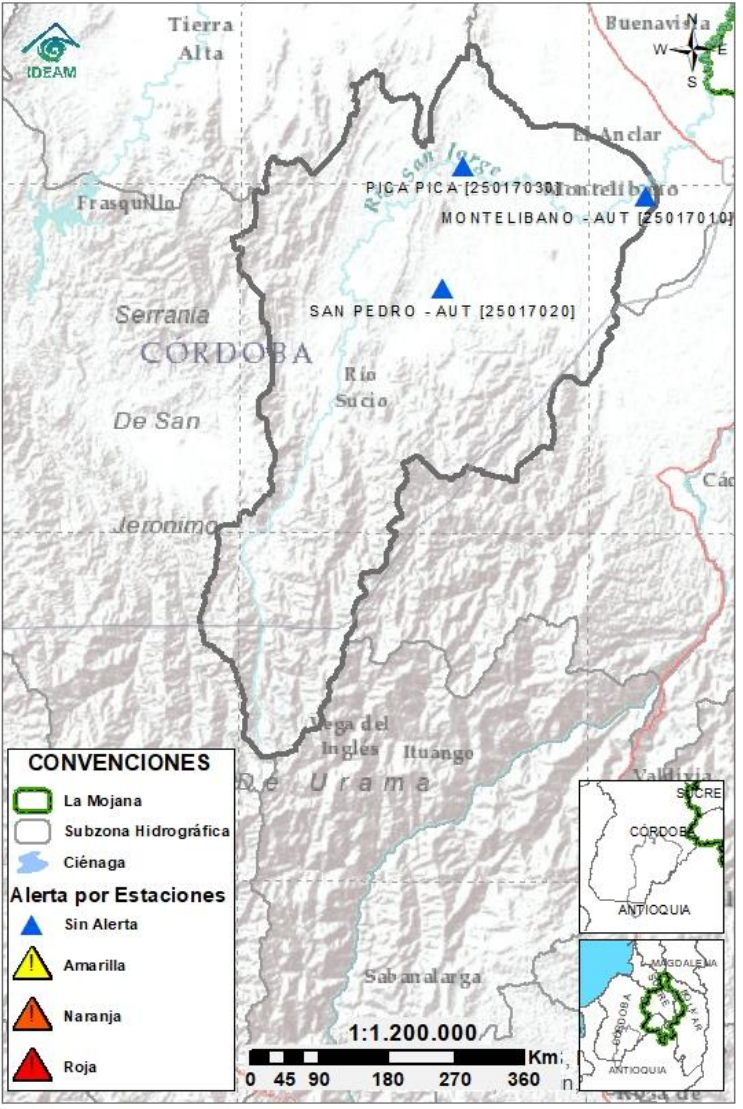 IDEAM
Tierra
Alta
Buenavista
N
W
E
S
El Anclar
Río San Jorge
PICA PICA [25017030]
Montelibano
Frasquillo
MONTELIBANO - AUT [25017010]
SAN PEDRO - AUT [25017020]
Serrania
CÓRDOBA
Río
Sucio
De San
Jeronimo
Vega del
Ingles
Ituango
De Urama
Valdivia
Sabanalarga
CONVENCIONES
La Mojana
Subzona Hidrográfica
Ciénaga
Alerta por Estaciones
Sin Alerta
Amarilla
Naranja
Roja
SUCRE
CÓRDOBA
ANTIOQUIA
MAGDALENA
CÓRDOBA
ANTIOQUIA
1:1.200.000
Km
0 45 90 180 270 360